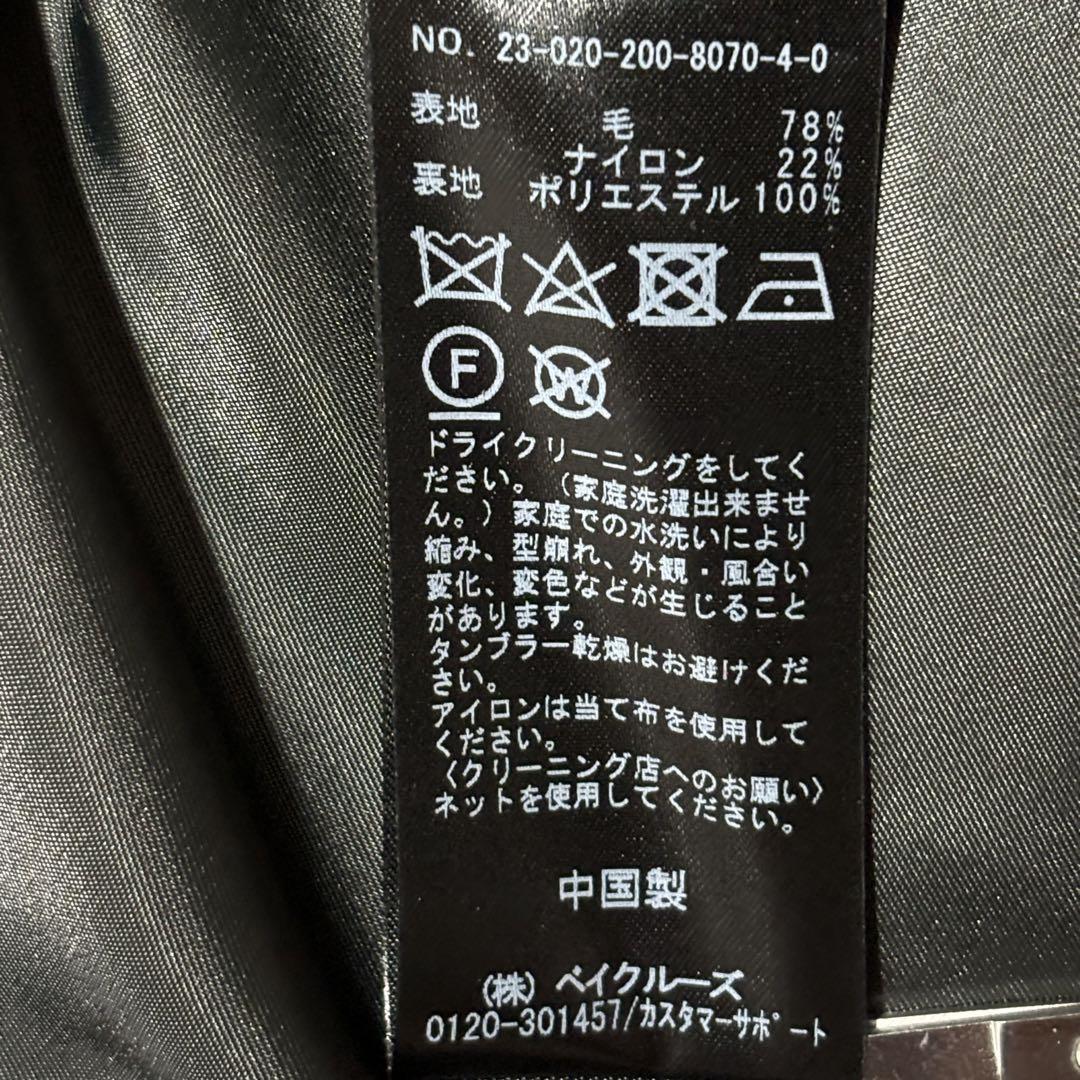 NO. 23-020-200-8070-4-0
表地 毛 78%
ナイロン 22%
裏地 ポリエステル 100%
F W
ドライクリーニングをしてく
ださい。（家庭洗濯出来ませ
ん。）家庭での水洗いにより
縮み、型崩れ、外観・風合い
変化、変色などが生じること
があります。
タンブラー乾燥はお避けくだ
さい。
アイロンは当て布を使用して
ください。
〈クリーニング店へのお願い〉
ネットを使用してください。
中国製
（株）ベイクルーズ
0120-301457/カスタマーサポート